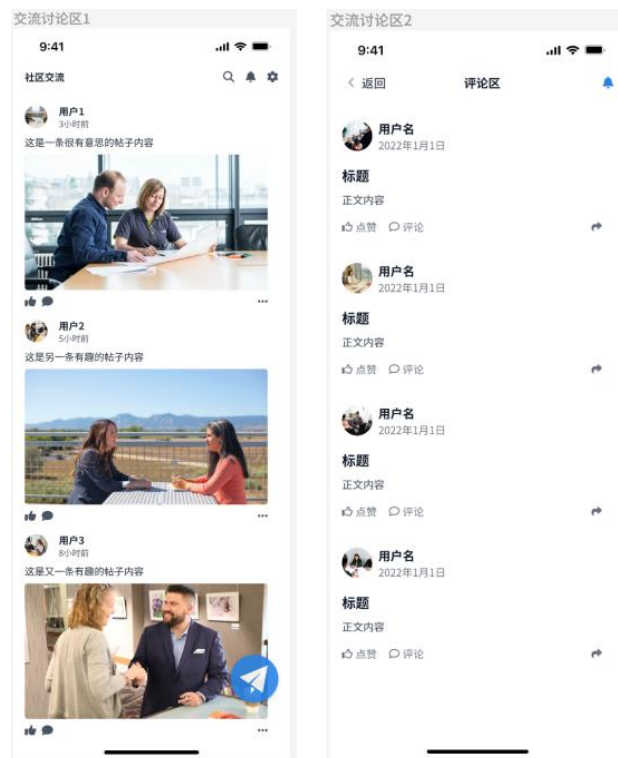 交流讨论区1
9:41
社区交流
用户1
3小时前
这是一条很有意思的帖子内容
用户2
5小时前
这是另一条有趣的帖子内容
用户3
8小时前
这是又一条有趣的帖子内容
交流讨论区2
9:41
返回 评论区
用户名
2022年1月1日
标题
正文内容
点赞 评论
用户名
2022年1月1日
标题
正文内容
点赞 评论
用户名
2022年1月1日
标题
正文内容
点赞 评论
用户名
2022年1月1日
标题
正文内容
点赞 评论